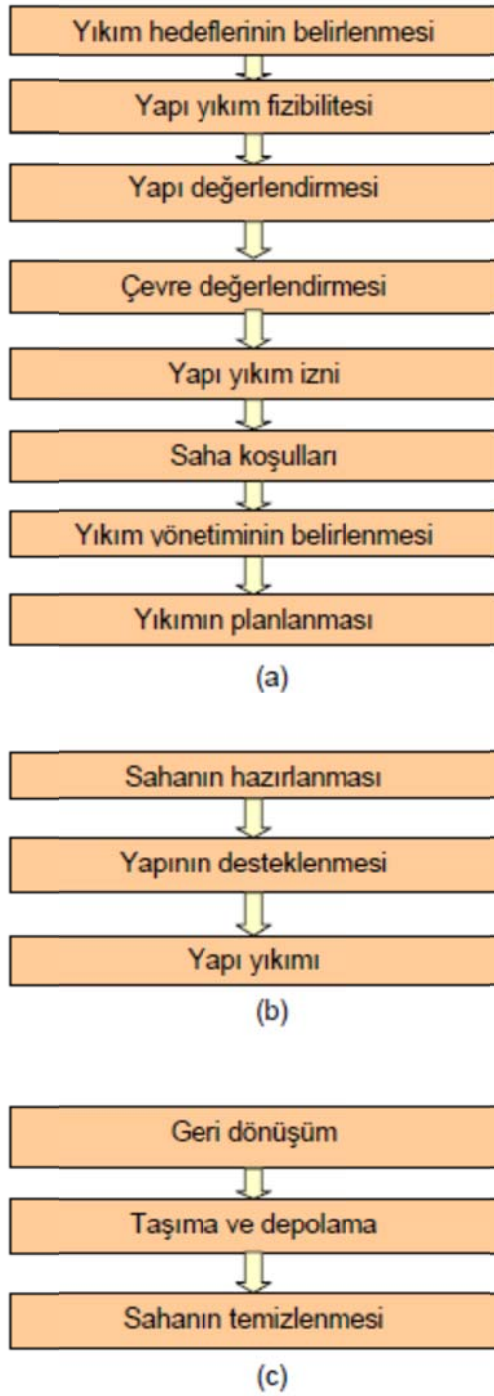 Yıkım hedeflerinin belirlenmesi
Yapı yıkım fizibilitesi
Yapı değerlendirmesi
Çevre değerlendirmesi
Yapı yıkım izni
Saha koşulları
Yıkım yönetiminin belirlenmesi
Yıkımın planlanması
(a)
Sahanın hazırlanması
Yapının desteklenmesi
Yapı yıkımı
(b)
Geri dönüşüm
Taşıma ve depolama
Sahanın temizlenmesi
(c)